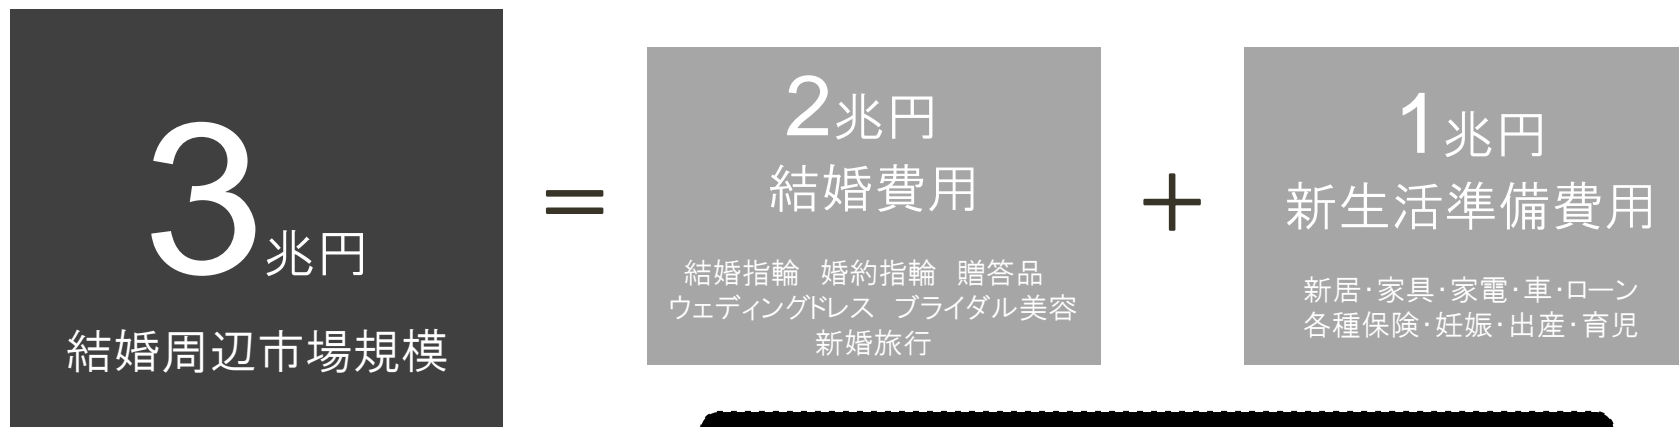 3兆円
結婚周辺市場規模
=
2兆円
結婚費用
結婚指輪 婚約指輪 贈答品
ウェディングドレス ブライダル美容
新婚旅行
+
1兆円
新生活準備費用
新居・家具・家電・車・ローン
各種保険・妊娠・出産・育児